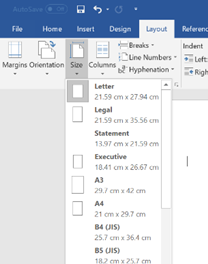 AutoSave Off
File Home Insert Design Layout Referenc
Margins Orientation Size Columns Breaks Line Numbers Hyphenation Indent Left: Right
Letter
21.59 cm x 27.94 cm
Legal
21.59 cm x 35.56 cm
Statement
13.97 cm x 21.59 cm
Executive
18.41 cm x 26.67 cm
A3
29.7 cm x 42 cm
A4
21 cm x 29.7 cm
B4 (JIS)
25.7 cm x 36.4 cm
B5 (JIS)
18.2 cm x 25.7 cm